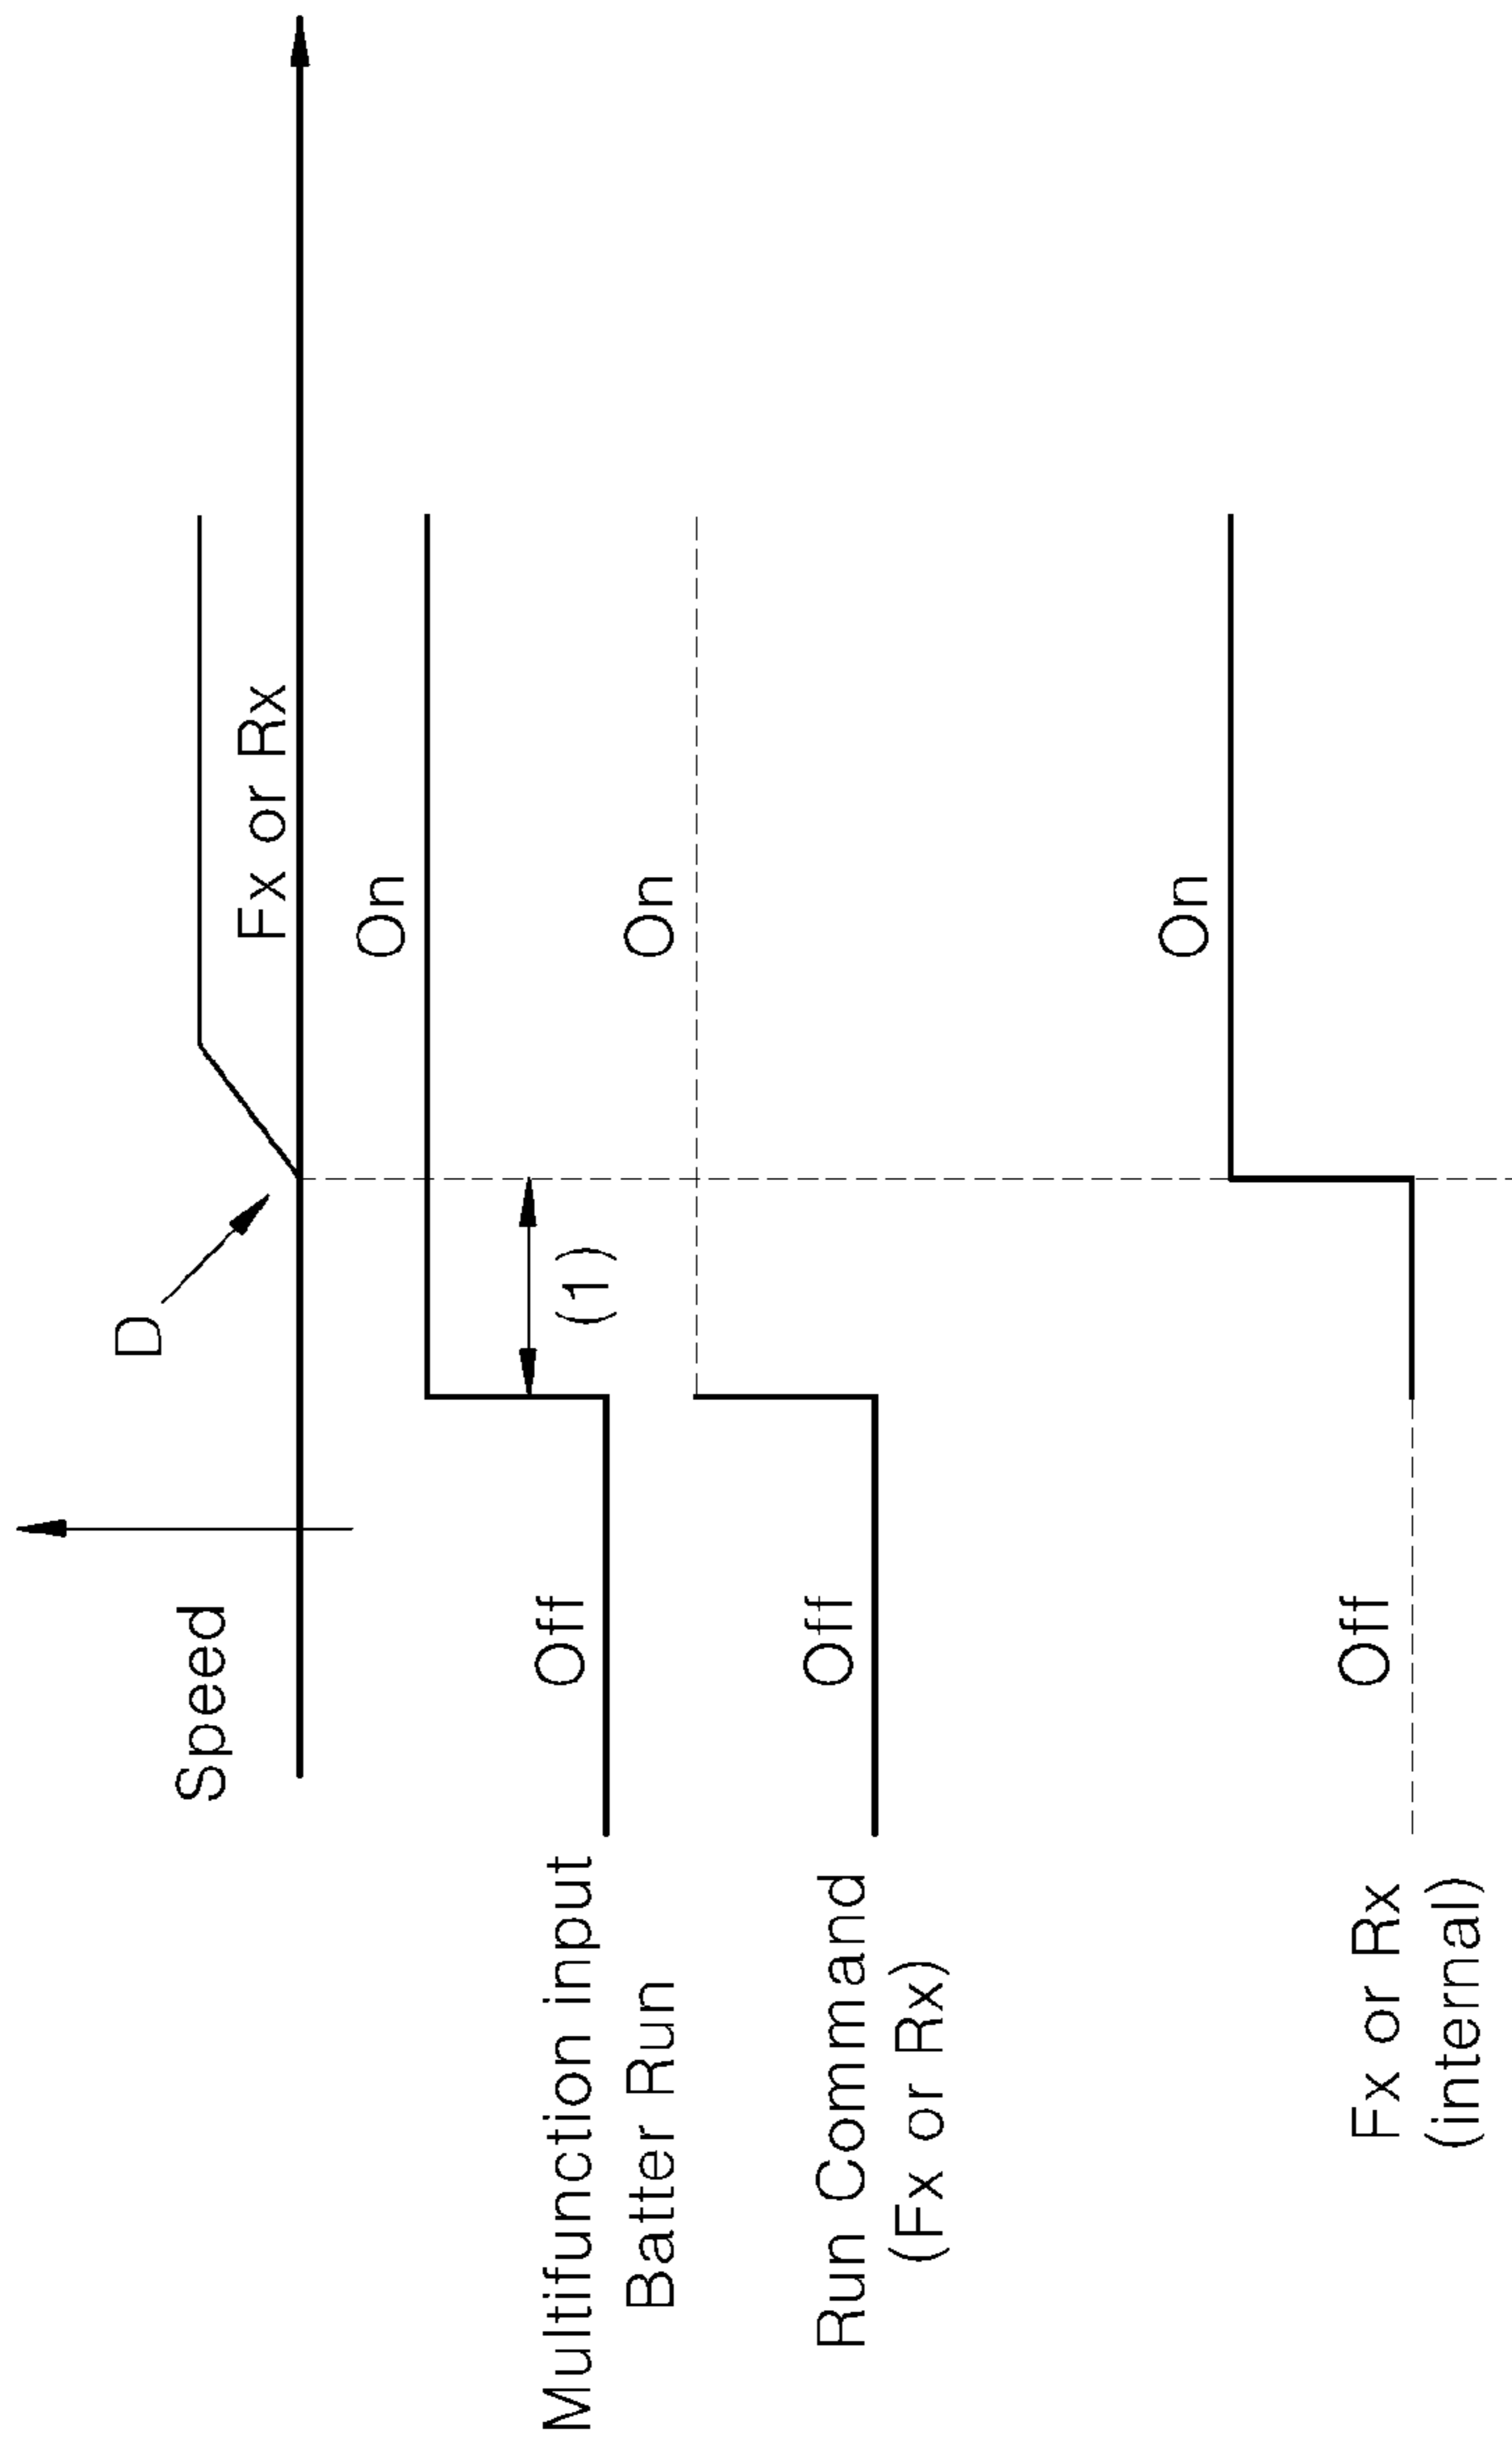 D
Speed
Fx or Rx
On
Multifunction input
Batter Run
Off
(1)
On
Run Command
(Fx or Rx)
Off
On
Fx or Rx
(internal)
Off